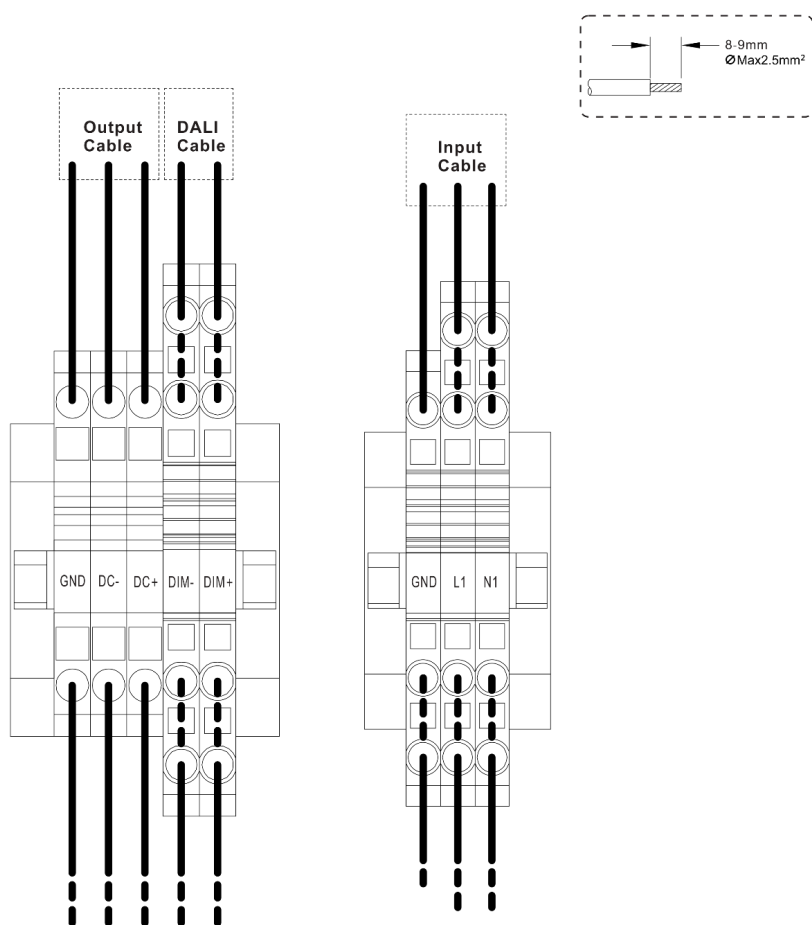 8-9mm
ØMax2.5mm²
Output
Cable
DALI
Cable
Input
Cable
GND DC- DC+ DIM- DIM+
GND L1 N1